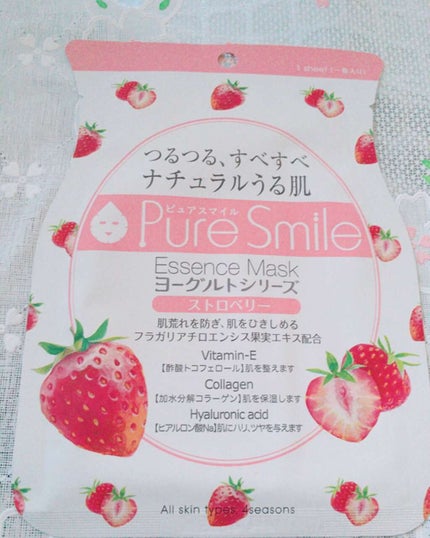 1 sheet (一枚入り)
つるつる、すべすべ
ナチュラルうる肌
ピュアスマイル
Pure Smile
Essence Mask
ヨーグルトシリーズ
ストロベリー
肌荒れを防ぎ、肌をひきしめる
フラガリアチロエンシス果実エキス配合
Vitamin-E
【酢酸トコフェロール】肌を整えます
Collagen
【加水分解コラーゲン】肌を保湿します
Hyaluronic acid
【ヒアルロン酸Na】肌にハリ、ツヤを与えます
All skin types, 4seasons